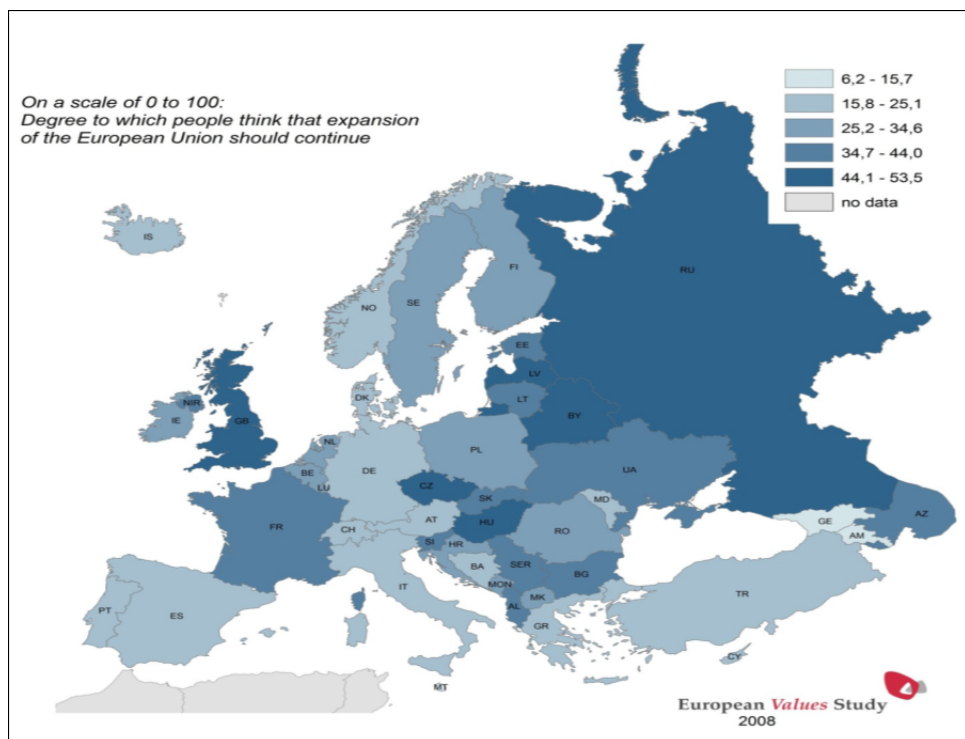 On a scale of 0 to 100:
Degree to which people think that expansion
of the European Union should continue
6,2 - 15,7
15,8 - 25,1
25,2 - 34,6
34,7 - 44,0
44,1 - 53,5
no data
IS
NO
SE
FI
RU
EE
LV
LT
BY
DK
NIR
IE
GB
NL
BE
LU
DE
PL
CZ
SK
UA
MD
FR
CH
AT
HU
RO
SI
HR
BA
SER
BG
MON
MK
AL
GR
IT
PT
ES
TR
GE
AM
AZ
CY
MT
European Values Study
2008